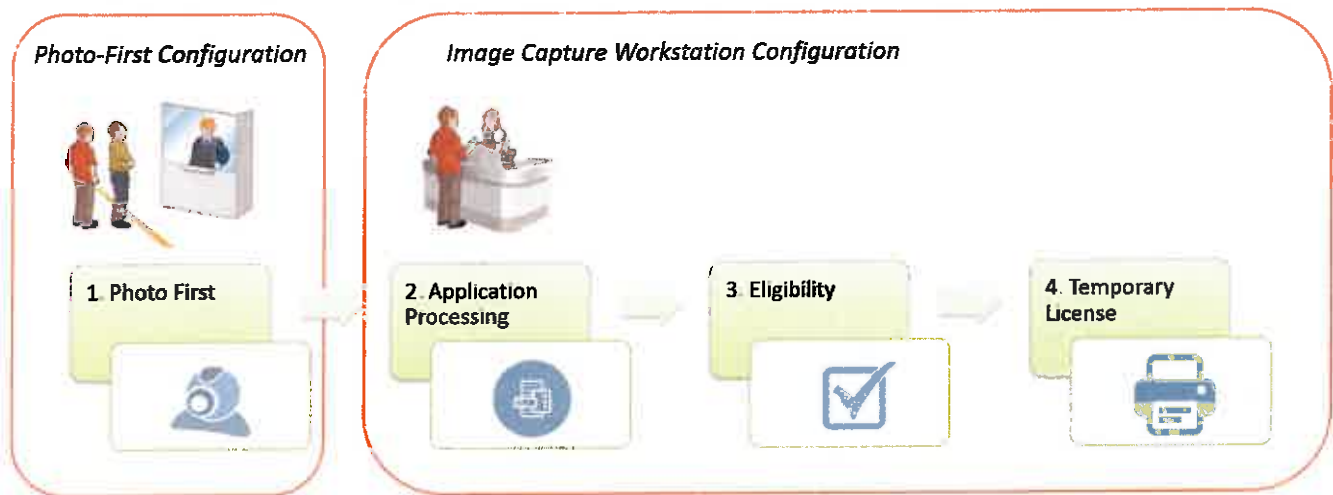 Photo-First Configuration
Image Capture Workstation Configuration
1. Photo First
2. Application
Processing
3. Eligibility
4. Temporary
License